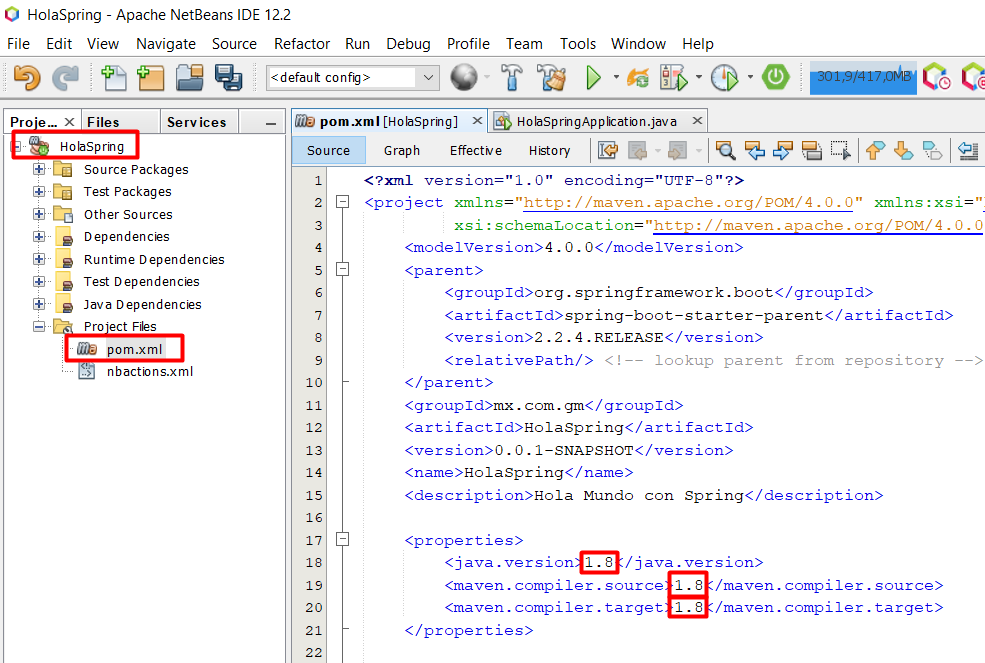 HolaSpring - Apache NetBeans IDE 12.2
File Edit View Navigate Source Refactor Run Debug Profile Team Tools Window Help
<default config>
301,9/417,0MB
Proje... Files Services
pom.xml [HolaSpring] HolaSpringApplication.java
Source Graph Effective History
HolaSpring
Source Packages
Test Packages
Other Sources
Dependencies
Runtime Dependencies
Test Dependencies
Java Dependencies
Project Files
pom.xml
nbactions.xml
1 <?xml version="1.0" encoding="UTF-8"?>
2 <project xmlns="http://maven.apache.org/POM/4.0.0" xmlns:xsi="
3 xsi:schemaLocation="http://maven.apache.org/POM/4.0.0
4 <modelVersion>4.0.0</modelVersion>
5 <parent>
6 <groupId>org.springframework.boot</groupId>
7 <artifactId>spring-boot-starter-parent</artifactId>
8 <version>2.2.4.RELEASE</version>
9 <relativePath/> <!-- lookup parent from repository -->
10 </parent>
11 <groupId>mx.com.gm</groupId>
12 <artifactId>HolaSpring</artifactId>
13 <version>0.0.1-SNAPSHOT</version>
14 <name>HolaSpring</name>
15 <description>Hola Mundo con Spring</description>
16
17 <properties>
18 <java.version>1.8</java.version>
19 <maven.compiler.source>1.8</maven.compiler.source>
20 <maven.compiler.target>1.8</maven.compiler.target>
21 </properties>
22